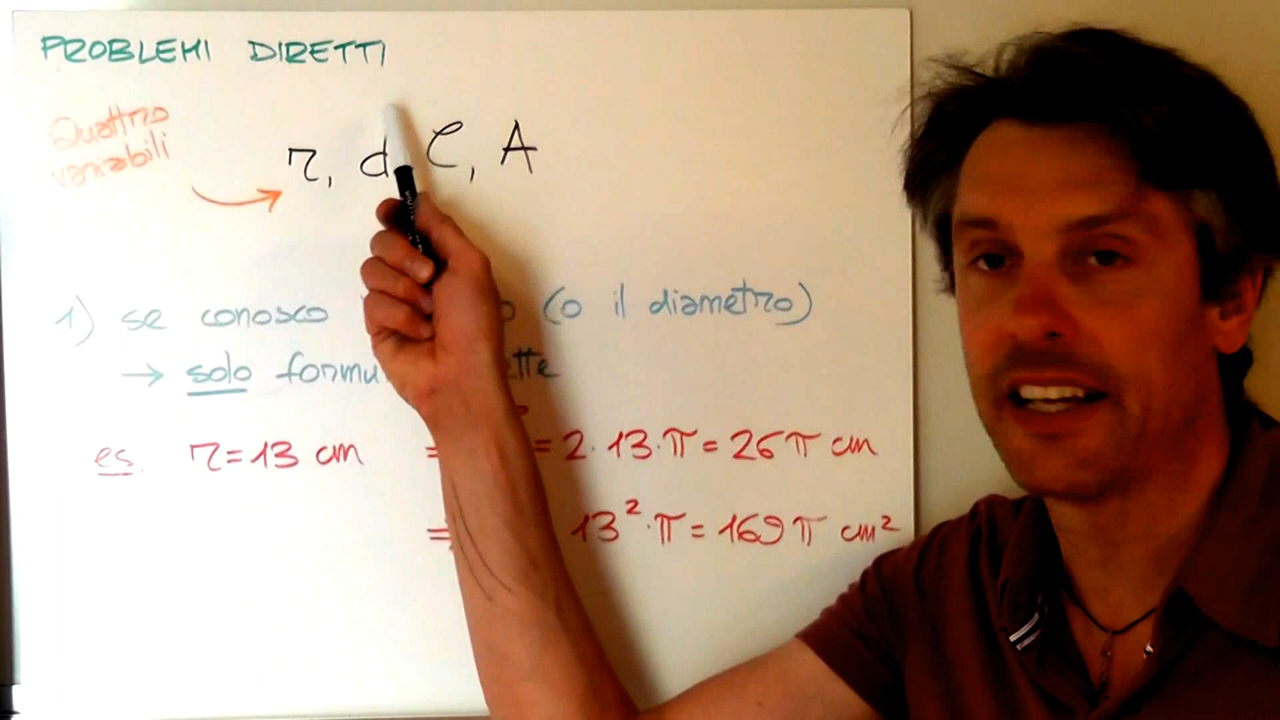 PROBLEMI DIRETTI
Quattro
variabili
r, d, C, A
1) se conosco (o il diametro)
→ solo
es. r = 13 cm = 2·13·π = 26π cm
= 13²·π = 169π cm²